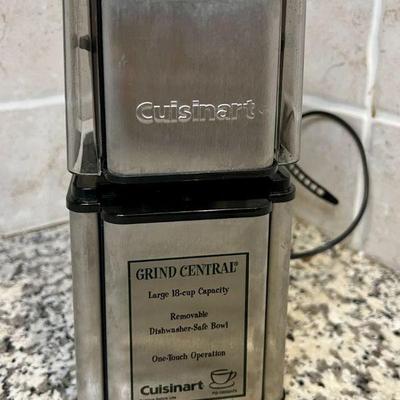 Cuisinart
GRIND CENTRAL®
Large 18-cup Capacity
Removable
Dishwasher-Safe Bowl
One-Touch Operation
Cuisinart